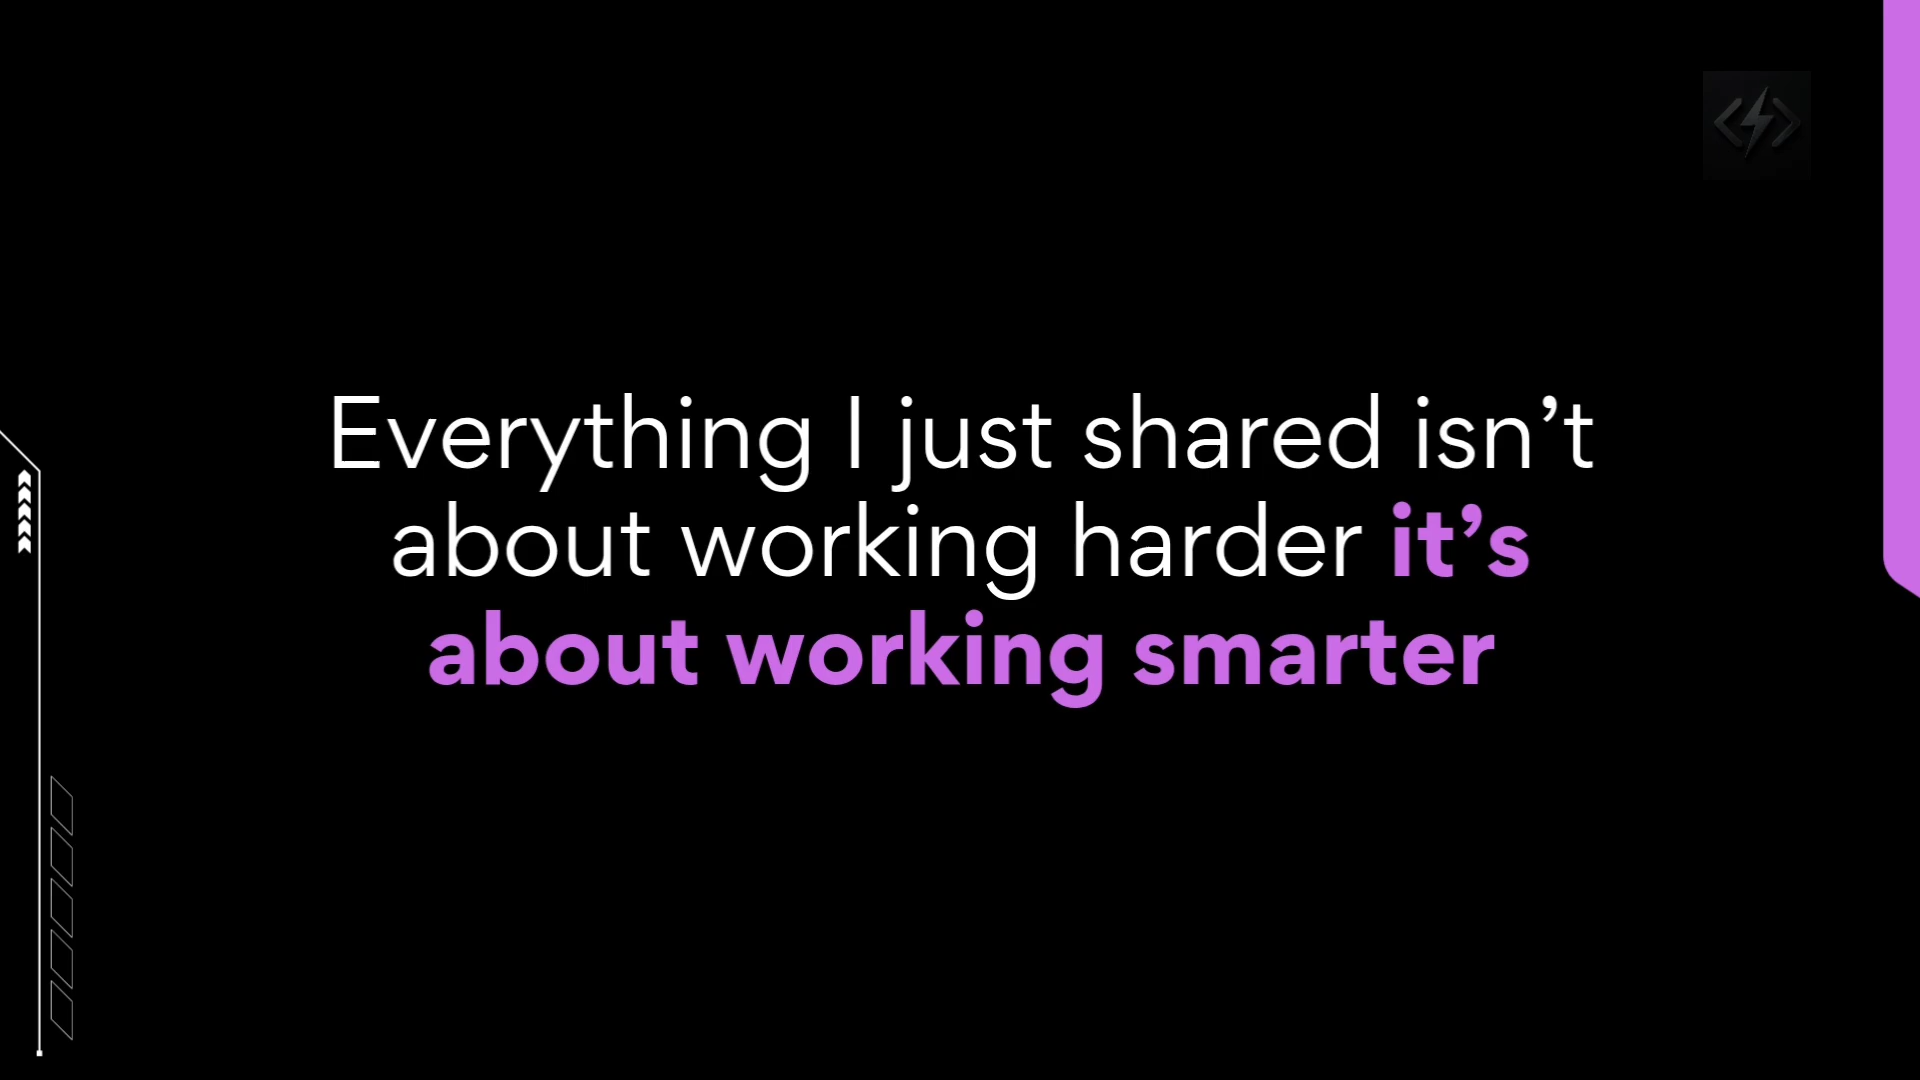 Everything I just shared isn’t
about working harder it’s
about working smarter